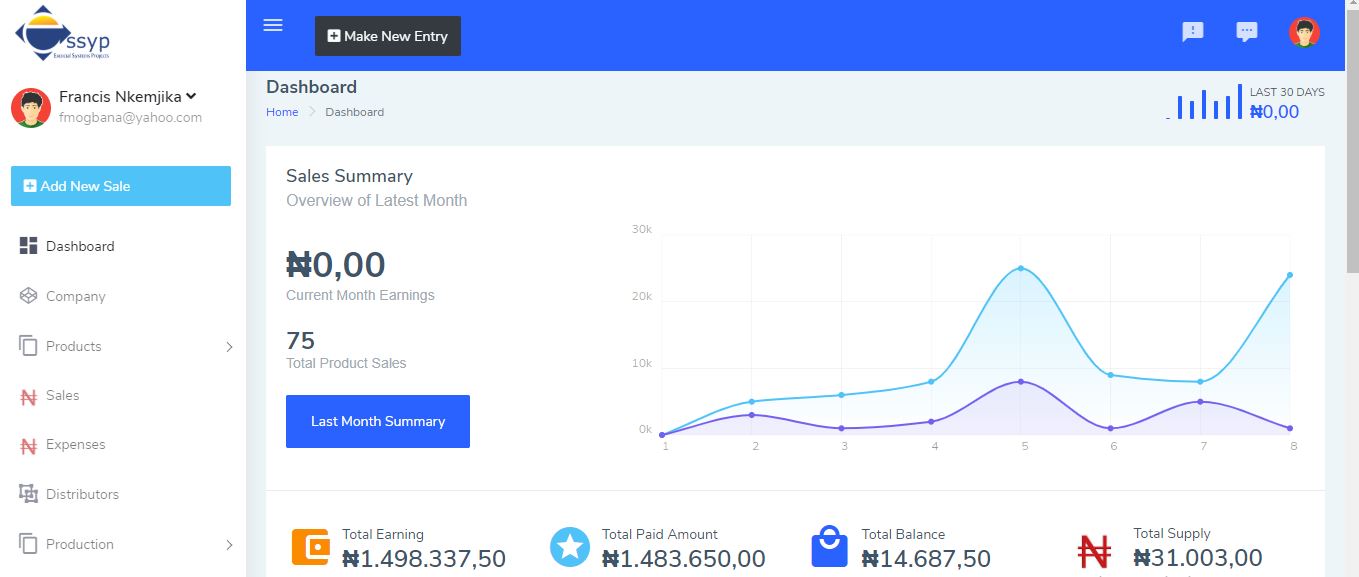 ssyp
Make New Entry
Francis Nkemjika
fmogbana@yahoo.com
Add New Sale
Dashboard
Company
Products
Sales
Expenses
Distributors
Production
Dashboard
Home
Dashboard
LAST 30 DAYS
₦0,00
Sales Summary
Overview of Latest Month
₦0,00
Current Month Earnings
75
Total Product Sales
Last Month Summary
30k
20k
10k
0k
1 2 3 4 5 6 7 8
Total Earning
₦1.498.337,50
Total Paid Amount
₦1.483.650,00
Total Balance
₦14.687,50
Total Supply
₦31.003,00